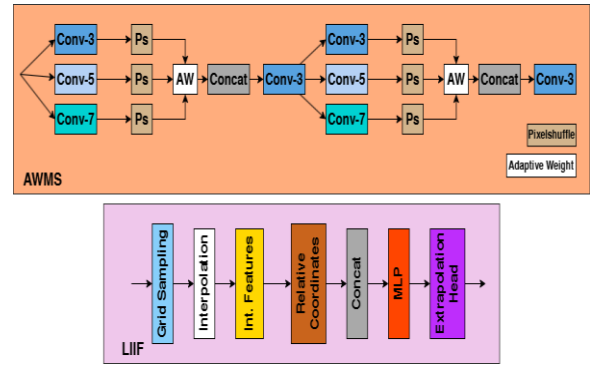 Conv-3 Ps Conv-3 Ps
Conv-5 Ps AW Concat Conv-3 Conv-5 Ps AW Concat Conv-3
Conv-7 Ps Conv-7 Ps
Pixelshuffle
Adaptive Weight
AWMS
Grid Sampling
Interpolation
Int. Features
Relative
Coordinates
Concat
MLP
Extrapolation
Head
LIIF